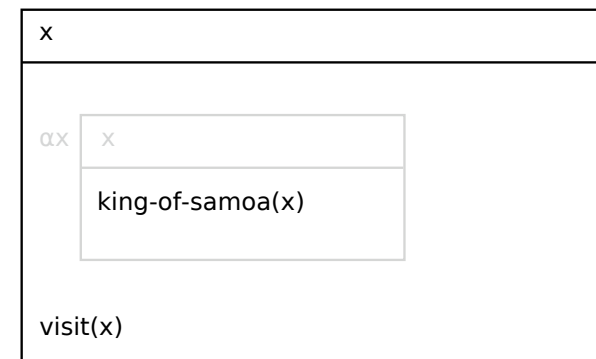 x
αx x
king-of-samoa(x)
visit(x)